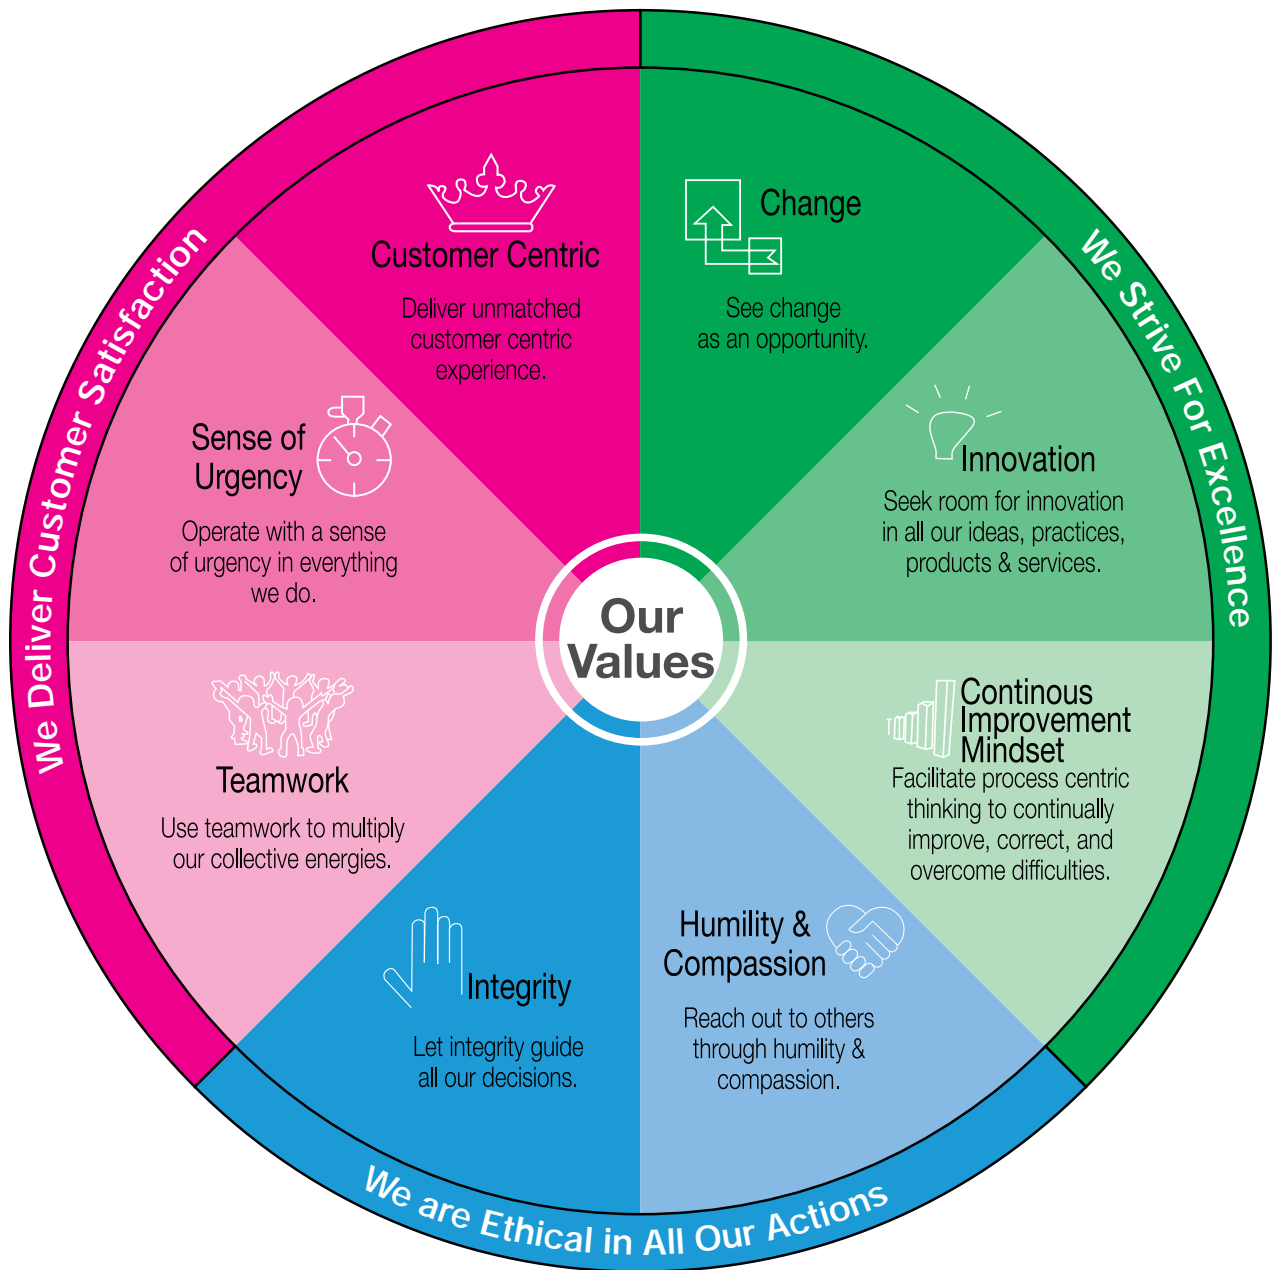 Our
Values
We Strive For Excellence
Change
See change
as an opportunity.
Innovation
Seek room for innovation
in all our ideas, practices,
products & services.
Continous
Improvement
Mindset
Facilitate process centric
thinking to continually
improve, correct, and
overcome difficulties.
We are Ethical in All Our Actions
Humility &
Compassion
Reach out to others
through humility &
compassion.
Integrity
Let integrity guide
all our decisions.
We Deliver Customer Satisfaction
Teamwork
Use teamwork to multiply
our collective energies.
Sense of
Urgency
Operate with a sense
of urgency in everything
we do.
Customer Centric
Deliver unmatched
customer centric
experience.